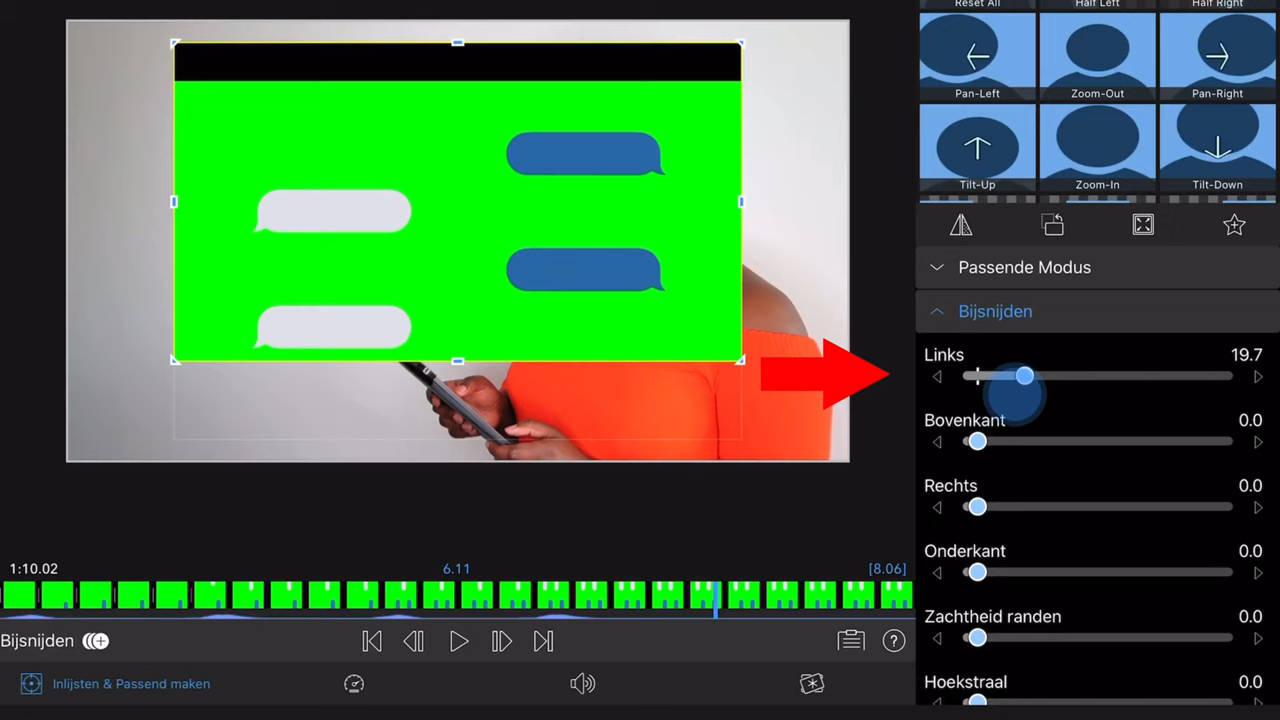 Reset All Half Left Half Right
Pan-Left Zoom-Out Pan-Right
Tilt-Up Zoom-In Tilt-Down
Passende Modus
Bijsnijden
Links 19.7
Bovenkant 0.0
Rechts 0.0
Onderkant 0.0
Zachtheid randen 0.0
Hoekstraal 0.0
1:10.02 6.11 [8.06]
Bijsnijden
?
Inlijsten & Passend maken